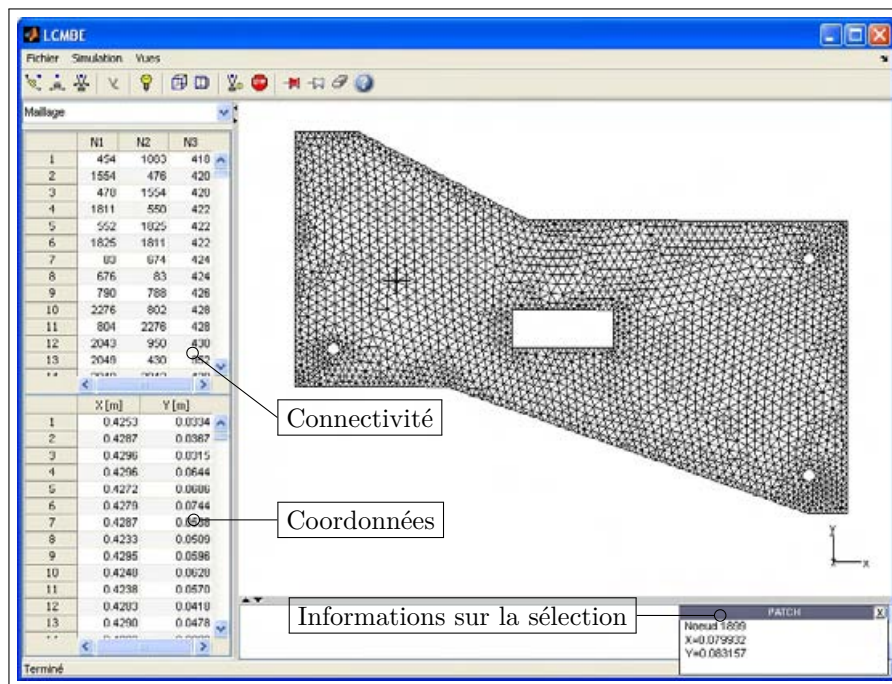 LCMBE
Fichier Simulation Vues
Maillage
N1 N2 N3
1 454 1083 418
2 1554 476 420
3 478 1554 420
4 1811 550 422
5 552 1825 422
6 1825 1811 422
7 83 674 424
8 676 83 424
9 790 788 426
10 2276 802 428
11 804 2276 428
12 2043 950 430
13 2048 430
Connectivité
X [m] Y [m]
1 0.4253 0.0334
2 0.4287 0.0367
3 0.4296 0.0315
4 0.4296 0.0644
5 0.4272 0.0686
6 0.4279 0.0744
7 0.4287
8 0.4233 0.0509
9 0.4295 0.0596
10 0.4248 0.0628
11 0.4238 0.0570
12 0.4283 0.0418
13 0.4290 0.0478
Coordonnées
Y
x
Informations sur la sélection
PATCH X
Noeud 1899
X=0.079932
Y=0.083157
Terminé